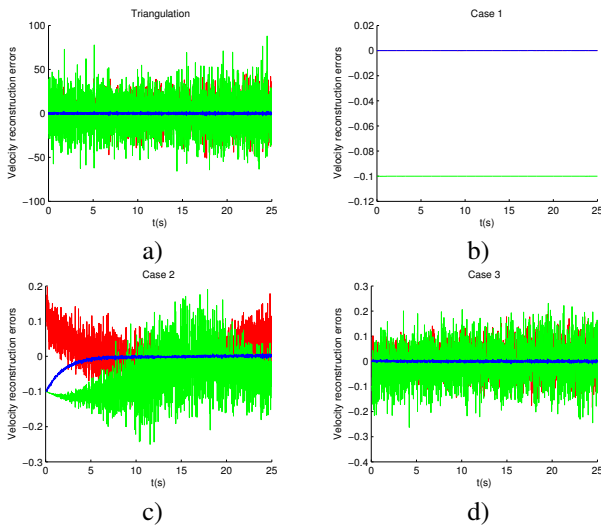 Triangulation
Velocity reconstruction errors
100
50
0
−50
−100
0 5 10 15 20 25
t(s)
a)
Case 1
Velocity reconstruction errors
0.02
0
−0.02
−0.04
−0.06
−0.08
−0.1
−0.12
0 5 10 15 20 25
t(s)
b)
Case 2
Velocity reconstruction errors
0.2
0.1
0
−0.1
−0.2
−0.3
0 5 10 15 20 25
t(s)
c)
Case 3
Velocity reconstruction errors
0.3
0.2
0.1
0
−0.1
−0.2
−0.3
−0.4
0 5 10 15 20 25
t(s)
d)